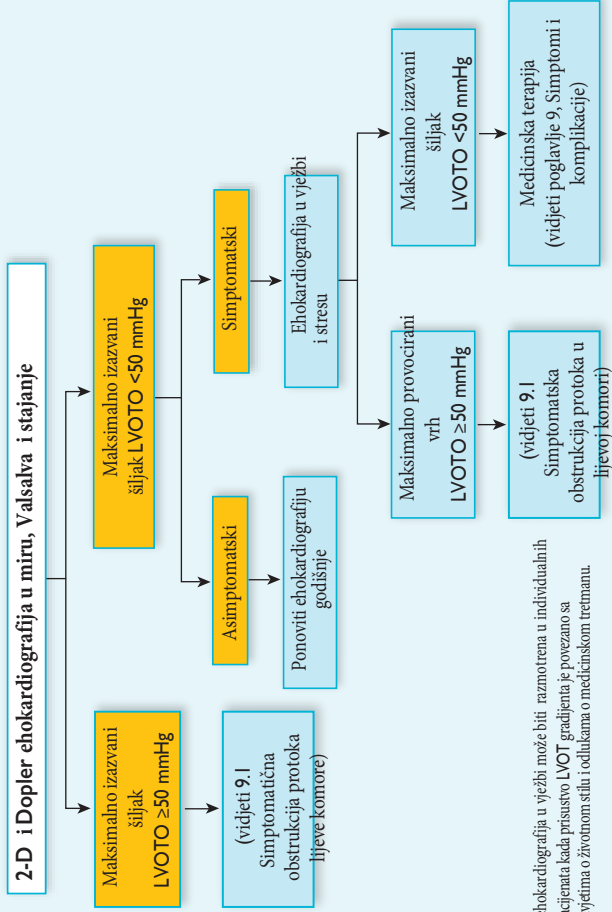 2-D i Dopler ehokardiografija u miru, Valsalva i stajanje
Maksimalno izazvani
šiljak
LVOTO ≥50 mmHg
Maksimalno izazvani
šiljak LVOTO <50 mmHg
(vidjeti 9.1
Simptomatična
obstrukcija protoka
lijeve komore)
Asimptomatski
Simptomatski
Ponoviti ehokardiografiju
godišnje
Ehokardiografija u vježbi
i stresu
Maksimalno provocirani
vrh
LVOTO ≥50 mmHg
Maksimalno izazvani
šiljak
LVOTO <50 mmHg
(vidjeti 9.1
Simptomatska
obstrukcija protoka u
lijevoj komori)
Medicinska terapija
(vidjeti poglavlje 9, Simptomi i
komplikacije)
hokardiografija u vježbi može biti razmotrena u individualnih
cijenata kada prisustvo LVOT gradijenta je povezano sa
vjetima o životnom stilu i odlukama o medicinskom tretmanu.